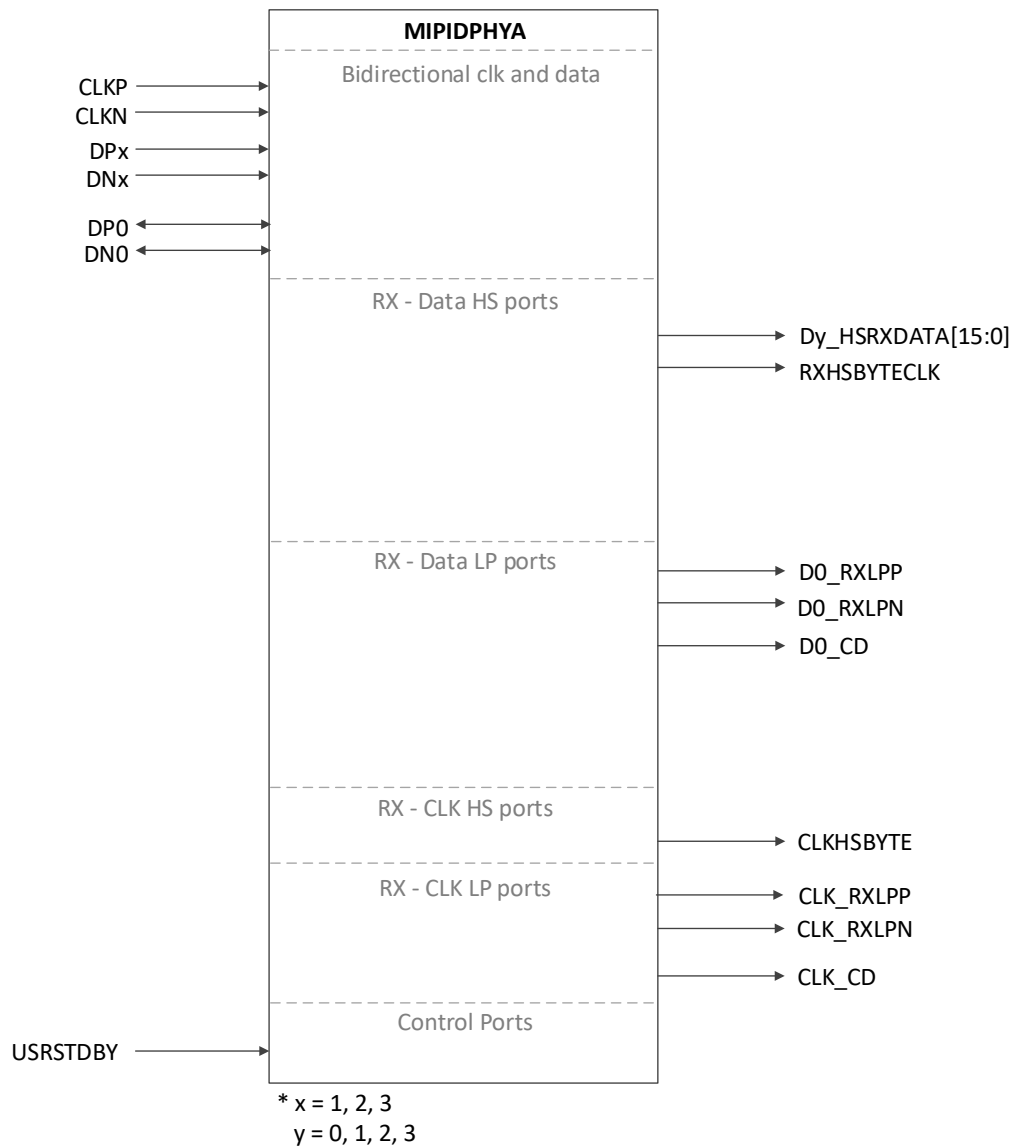 MIPIDPHYA
Bidirectional clk and data
CLKP
CLKN
DPx
DNx
DP0
DN0
RX - Data HS ports
Dy_HSRXDATA[15:0]
RXHSBYTECLK
RX - Data LP ports
D0_RXLPP
D0_RXLPN
D0_CD
RX - CLK HS ports
CLKHSBYTE
RX - CLK LP ports
CLK_RXLPP
CLK_RXLPN
CLK_CD
Control Ports
USRSTDBY
* x = 1, 2, 3
y = 0, 1, 2, 3